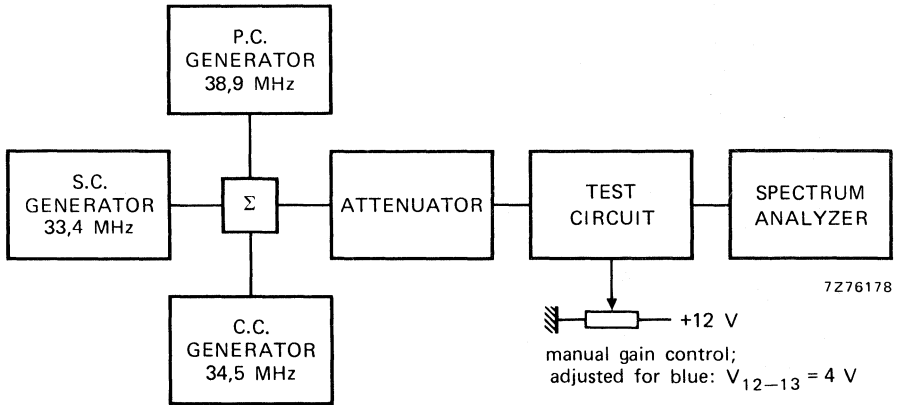 P.C.
GENERATOR
38,9 MHz
S.C.
GENERATOR
33,4 MHz
Σ
ATTENUATOR
TEST
CIRCUIT
SPECTRUM
ANALYZER
7Z76178
C.C.
GENERATOR
34,5 MHz
+12 V
manual gain control;
adjusted for blue: V12–13 = 4 V